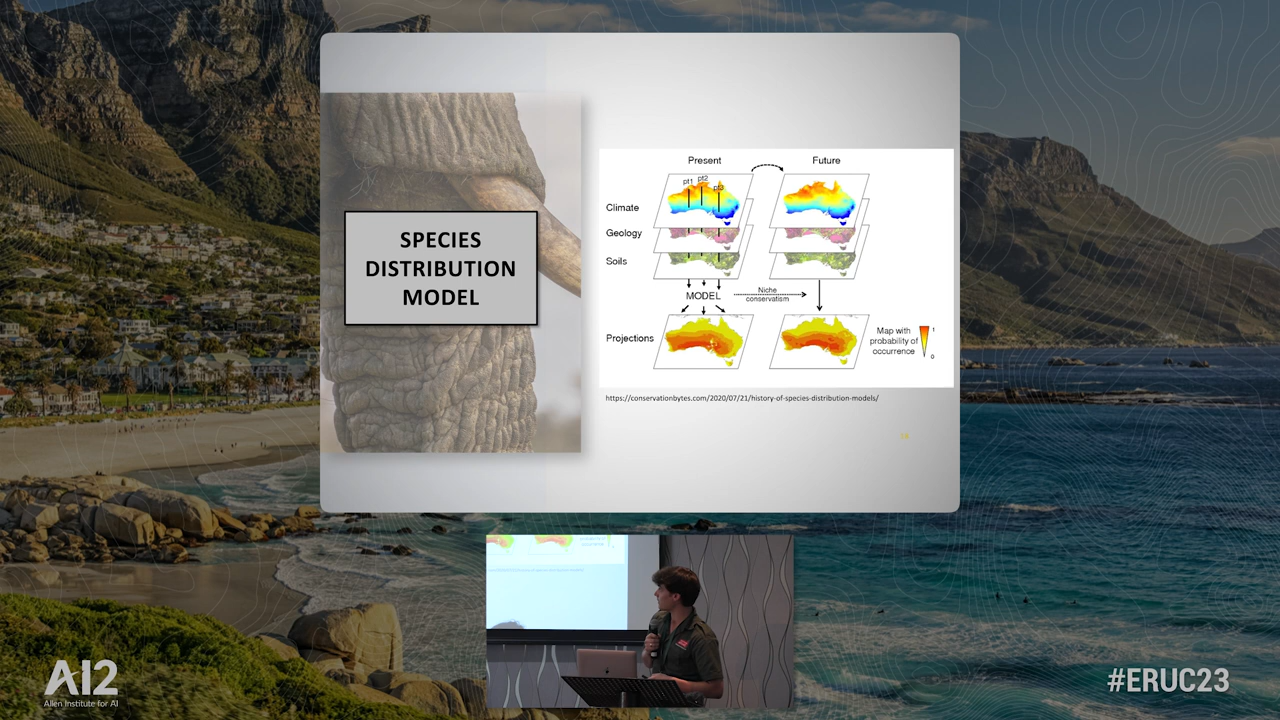 SPECIES
DISTRIBUTION
MODEL
Present
Future
pt1
pt2
pt3
Climate
Geology
Soils
MODEL
Niche
conservatism
Projections
Map with
probability of
occurrence
1
0
https://conservationbytes.com/2020/07/21/history-of-species-distribution-models/
AI2
Allen Institute for AI
#ERUC23